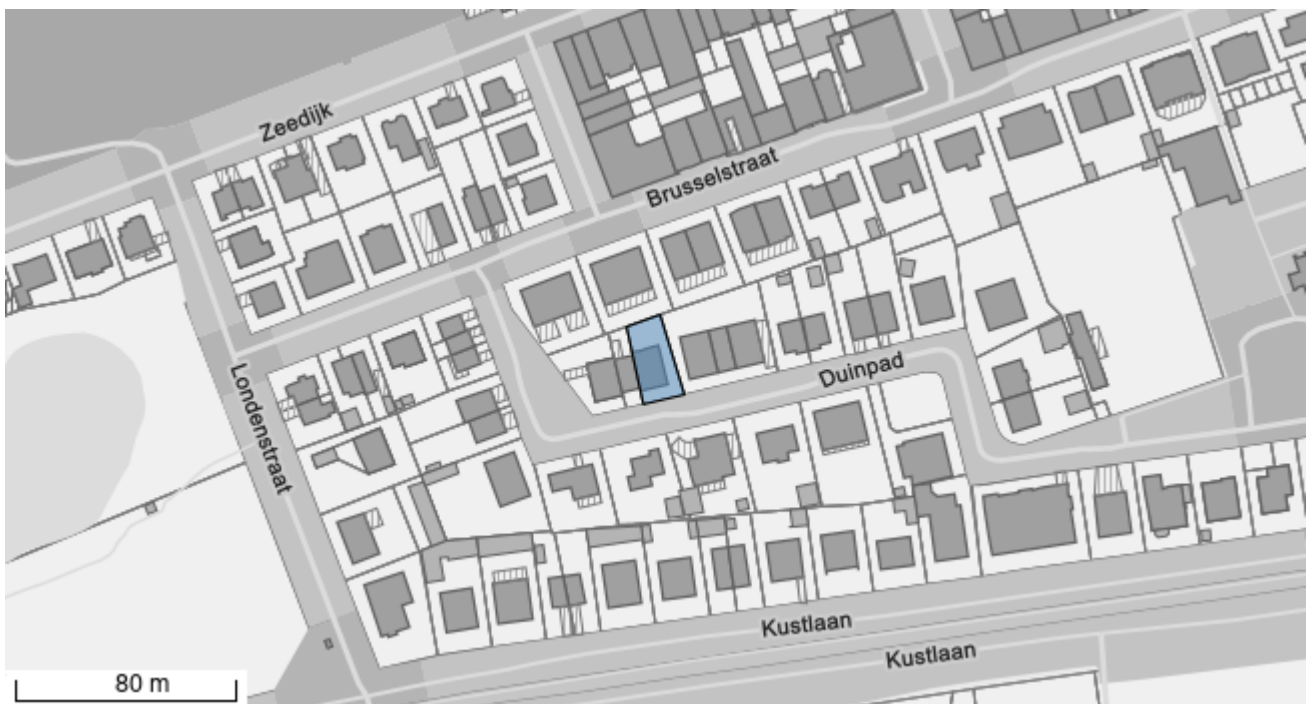 Zeedijk
Brusselstraat
Londenstraat
Duinpad
Kustlaan
Kustlaan
80 m